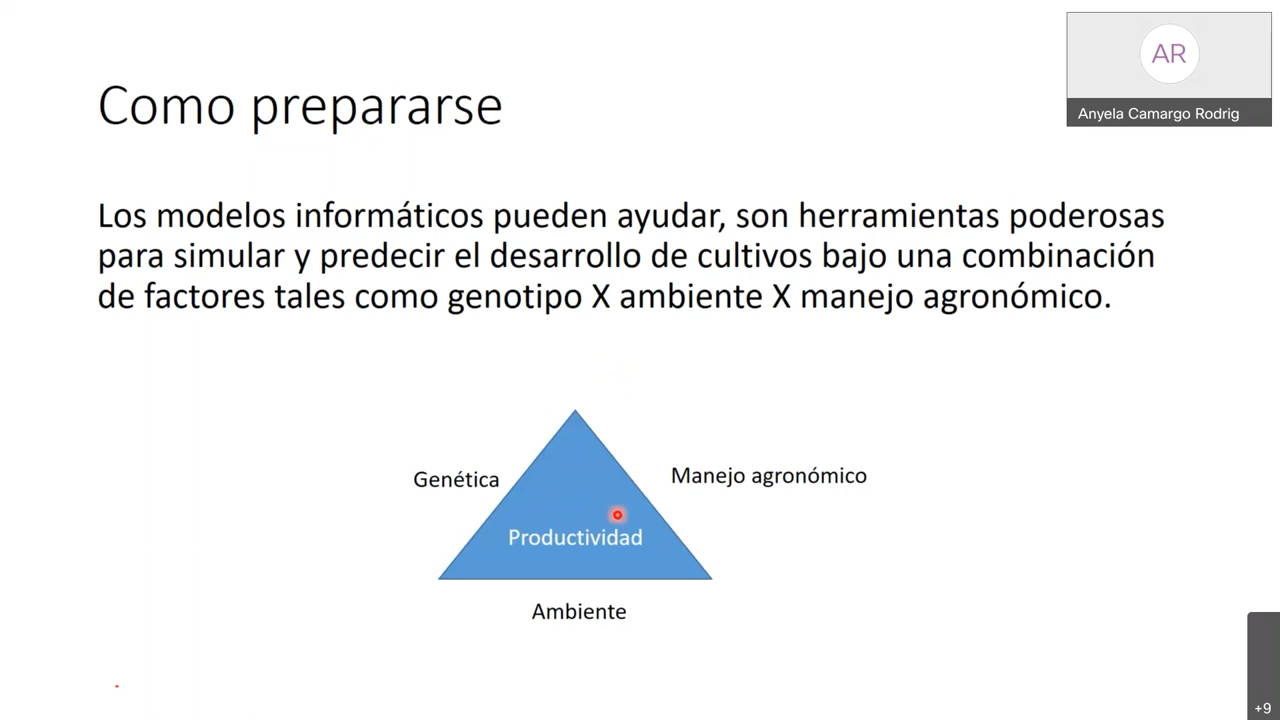 Como prepararse
AR
Anyela Camargo Rodrig
Los modelos informáticos pueden ayudar, son herramientas poderosas
para simular y predecir el desarrollo de cultivos bajo una combinación
de factores tales como genotipo X ambiente X manejo agronómico.
Genética
Manejo agronómico
Productividad
Ambiente
+9